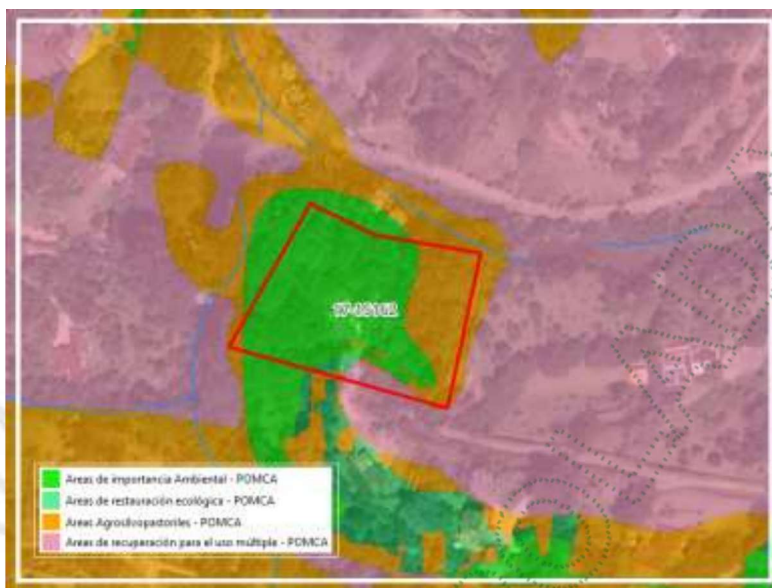 Areas de importancia Ambiental - POMCA
Areas de restauración ecológica - POMCA
Areas Agrosilvopastoriles - POMCA
Areas de recuperación para el uso múltiple - POMCA